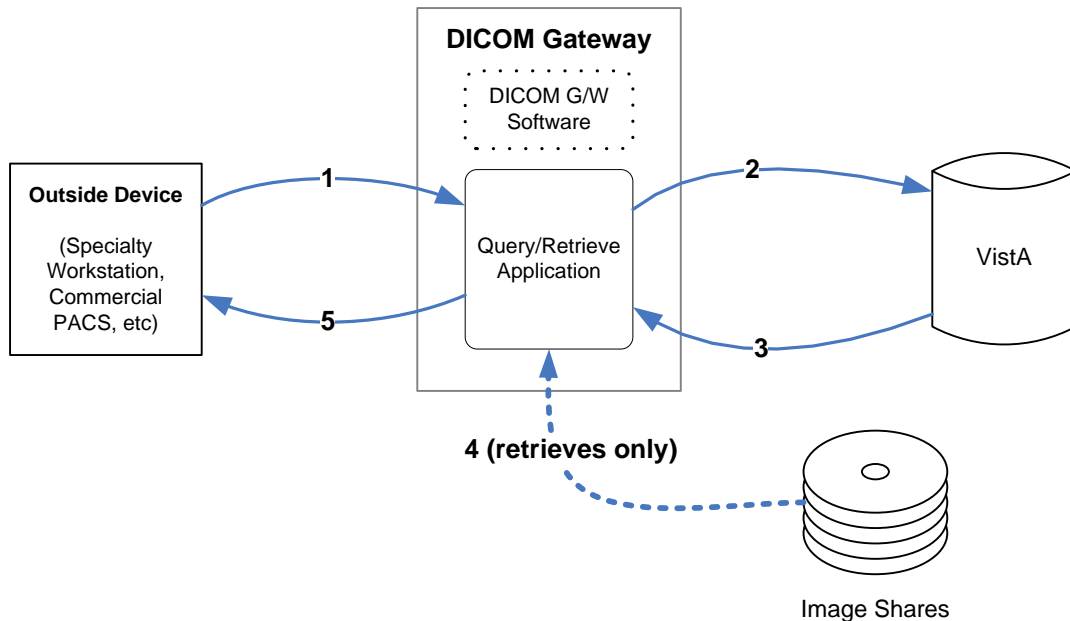 DICOM Gateway
DICOM G/W
Software
1
2
Outside Device
(Specialty
Workstation,
Commercial
PACS, etc)
Query/Retrieve
Application
VistA
5
3
4 (retrieves only)
Image Shares